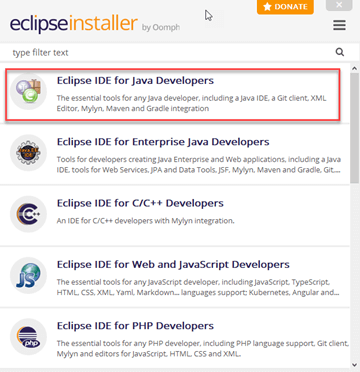 DONATE
eclipseinstaller by Oomph
type filter text
Eclipse IDE for Java Developers
The essential tools for any Java developer, including a Java IDE, a Git client, XML
Editor, Mylyn, Maven and Gradle integration
Eclipse IDE for Enterprise Java Developers
Tools for developers creating Java Enterprise and Web applications, including a Java
IDE, tools for Web Services, JPA and Data Tools, JSF, Mylyn, Maven and Gradle, Git,...
Eclipse IDE for C/C++ Developers
An IDE for C/C++ developers with Mylyn integration.
Eclipse IDE for Web and JavaScript Developers
The essential tools for any JavaScript developer, including JavaScript, TypeScript,
HTML, CSS, XML, Yaml, Markdown... languages support; Kubernetes, Angular and...
JS
Eclipse IDE for PHP Developers
The essential tools for any PHP developer, including PHP language support, Git client,
Mylyn and editors for JavaScript, HTML, CSS and XML.
php